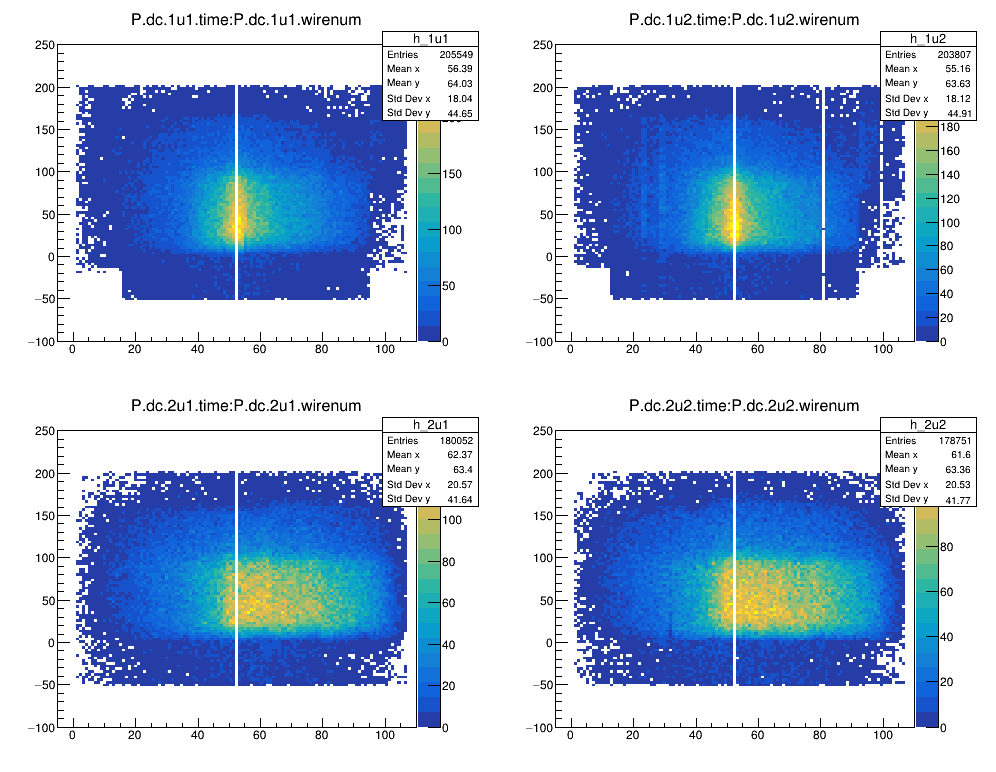 P.dc.1u1.time:P.dc.1u1.wirenum
h_1u1
Entries 205549
Mean x 56.39
Mean y 64.03
Std Dev x 18.04
Std Dev y 44.65
250
200
150
100
50
0
−50
−100
0 20 40 60 80 100
150
100
50
0
P.dc.1u2.time:P.dc.1u2.wirenum
h_1u2
Entries 203807
Mean x 55.16
Mean y 63.63
Std Dev x 18.12
Std Dev y 44.91
250
200
150
100
50
0
−50
−100
0 20 40 60 80 100
180
160
140
120
100
80
60
40
20
0
P.dc.2u1.time:P.dc.2u1.wirenum
h_2u1
Entries 180052
Mean x 62.37
Mean y 63.4
Std Dev x 20.57
Std Dev y 41.64
250
200
150
100
50
0
−50
−100
0 20 40 60 80 100
100
80
60
40
20
0
P.dc.2u2.time:P.dc.2u2.wirenum
h_2u2
Entries 178751
Mean x 61.6
Mean y 63.36
Std Dev x 20.53
Std Dev y 41.77
250
200
150
100
50
0
−50
−100
0 20 40 60 80 100
80
60
40
20
0